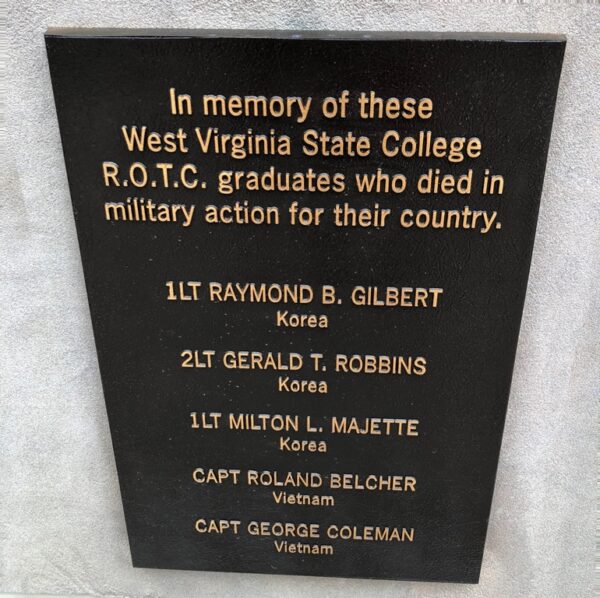 In memory of these
West Virginia State College
R.O.T.C. graduates who died in
military action for their country.
1LT RAYMOND B. GILBERT
Korea
2LT GERALD T. ROBBINS
Korea
1LT MILTON L. MAJETTE
Korea
CAPT ROLAND BELCHER
Vietnam
CAPT GEORGE COLEMAN
Vietnam